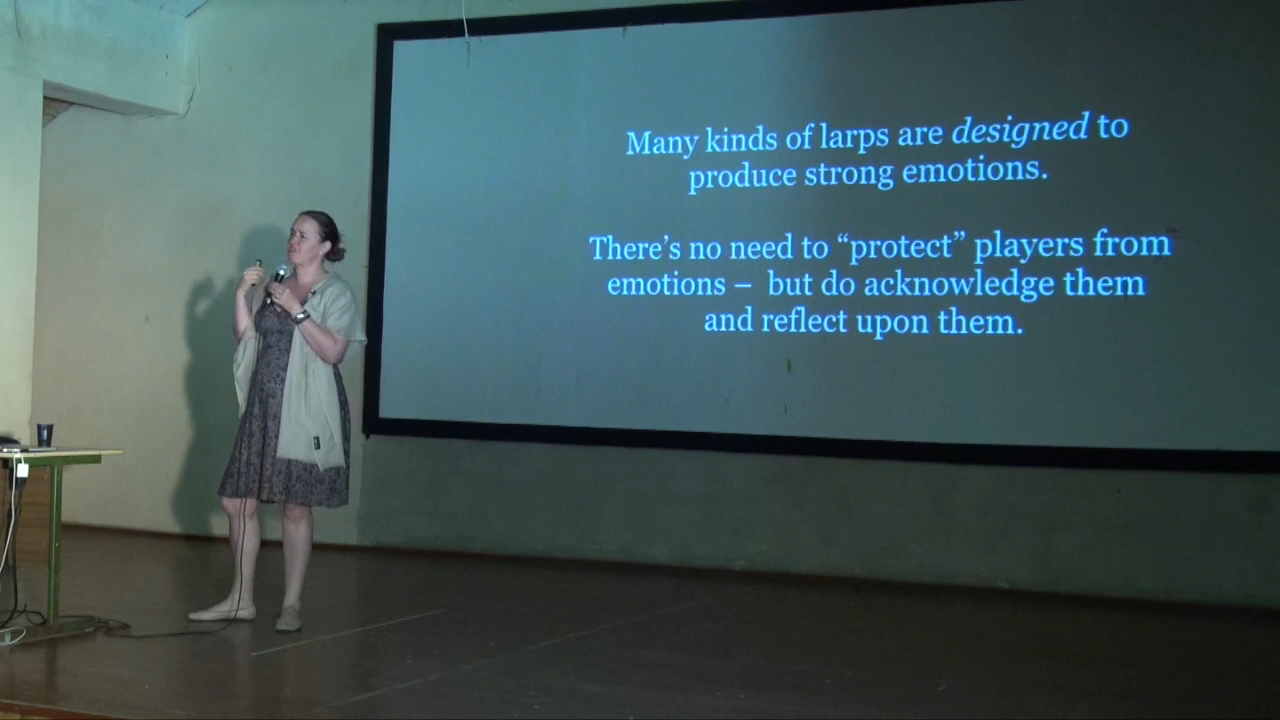 Many kinds of larps are designed to
produce strong emotions.
There’s no need to “protect” players from
emotions –  but do acknowledge them
and reflect upon them.